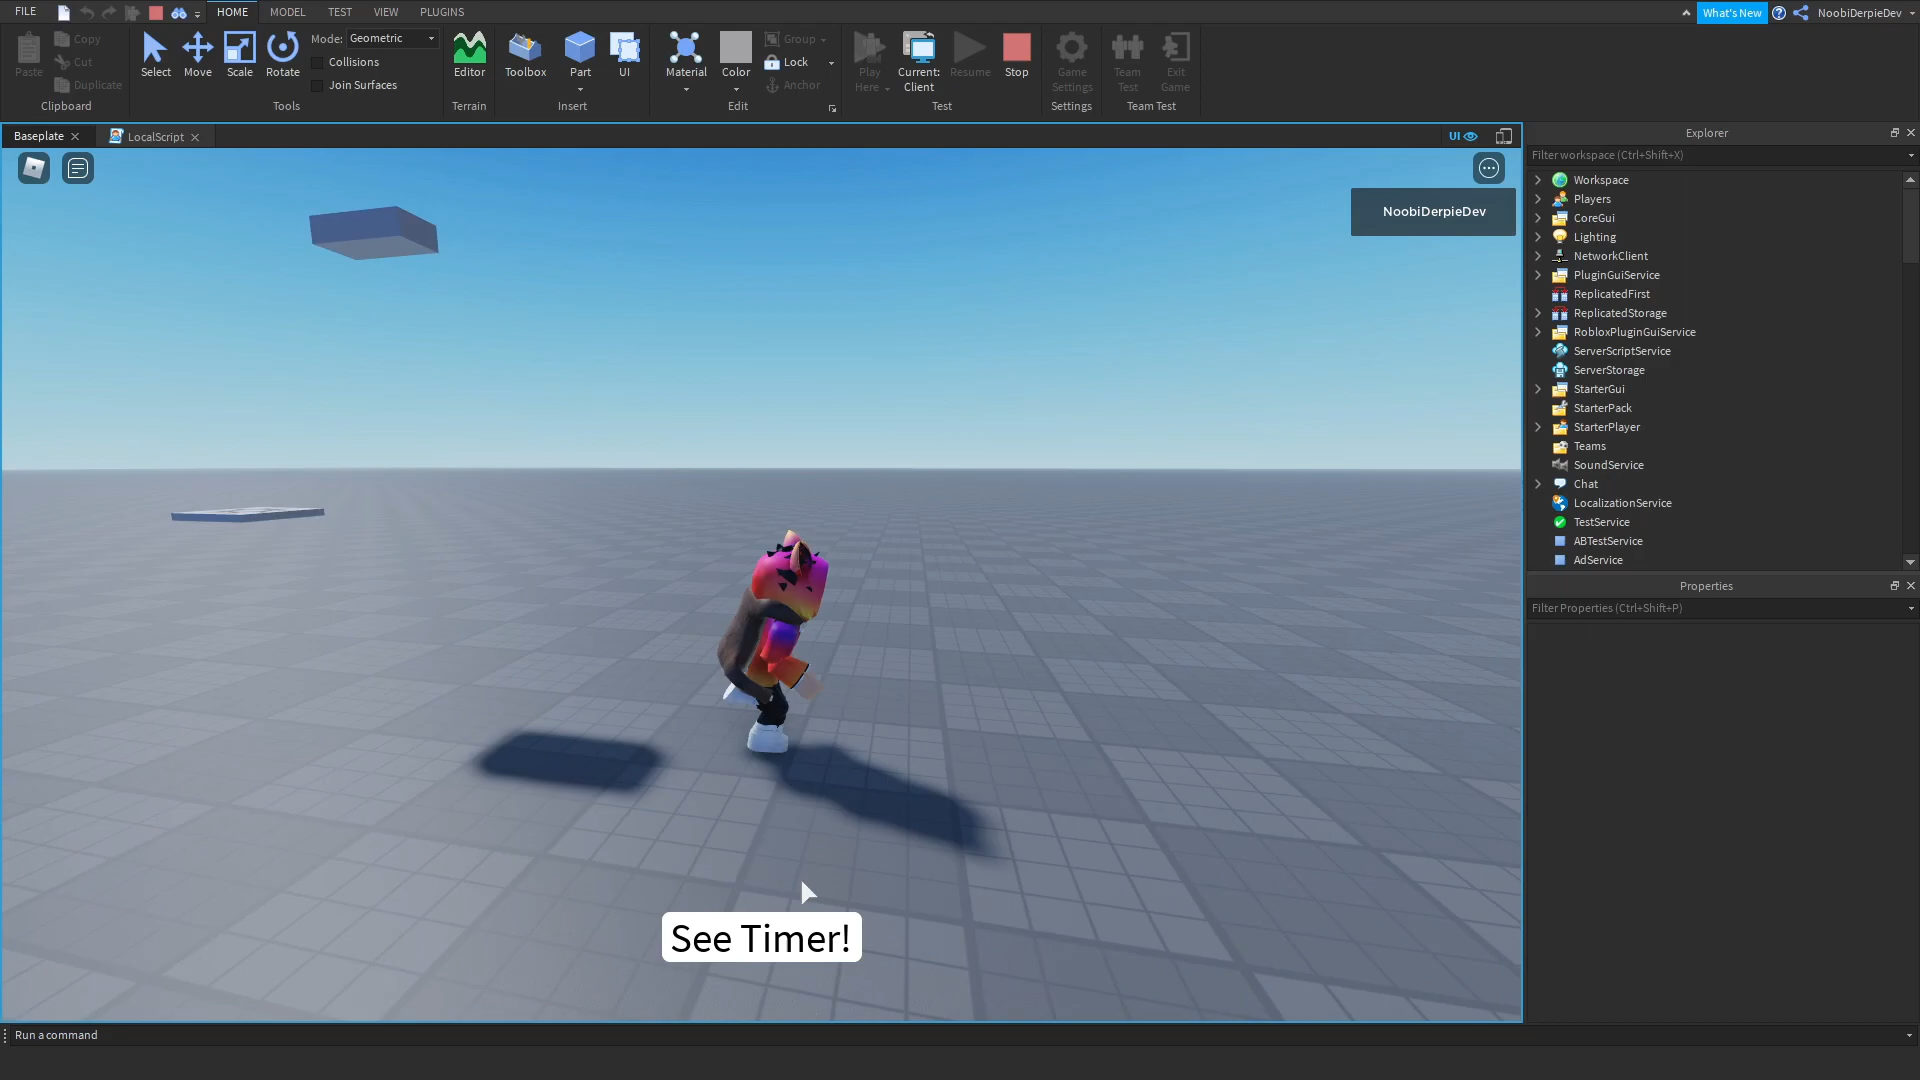 FILE HOME MODEL TEST VIEW PLUGINS What's New NoobiDerpieDev
Paste Copy Cut Duplicate
Clipboard
Select Move Scale Rotate Mode: Geometric
Collisions
Join Surfaces
Tools
Editor
Terrain
Toolbox Part UI
Insert
Material Color Group Lock Anchor
Edit
Play Here Current: Client Resume Stop
Test
Game Settings
Settings
Team Test Exit Game
Team Test
Baseplate LocalScript UI
NoobiDerpieDev
See Timer!
Explorer
Filter workspace (Ctrl+Shift+X)
Workspace
Players
CoreGui
Lighting
NetworkClient
PluginGuiService
ReplicatedFirst
ReplicatedStorage
RobloxPluginGuiService
ServerScriptService
ServerStorage
StarterGui
StarterPack
StarterPlayer
Teams
SoundService
Chat
LocalizationService
TestService
ABTestService
AdService
Properties
Filter Properties (Ctrl+Shift+P)
Run a command